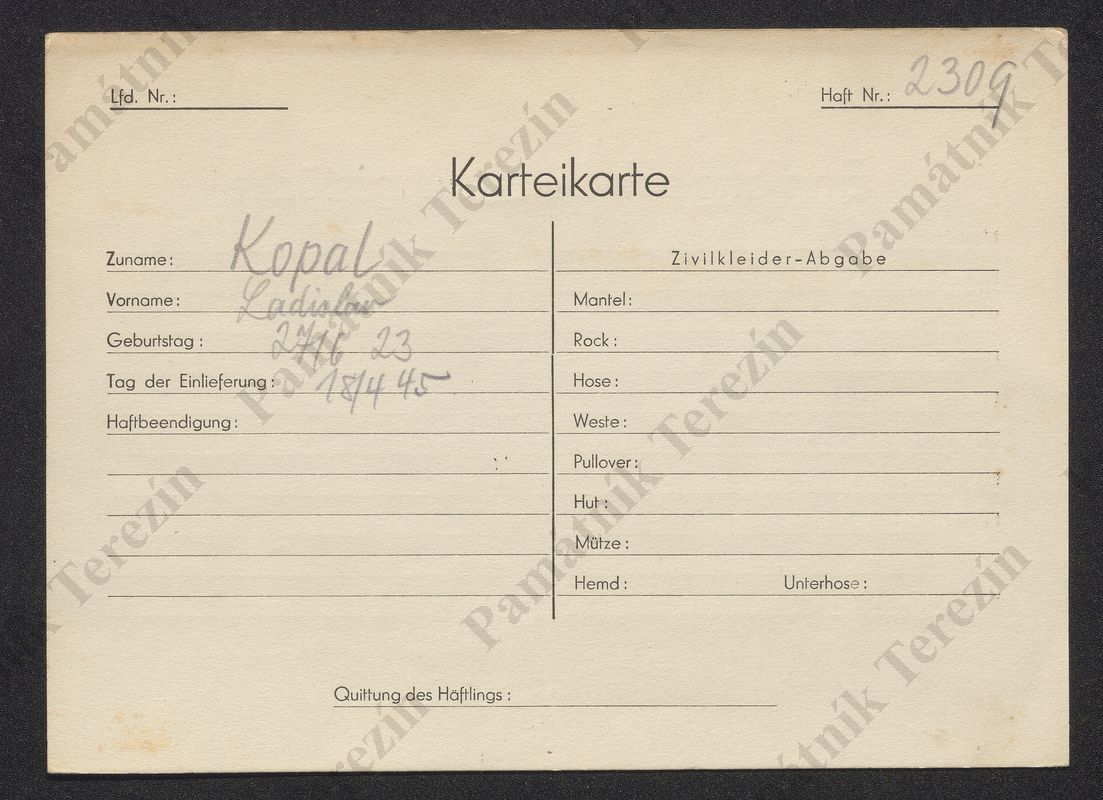 Lfd. Nr.:
Haft Nr.: 2309
Karteikarte
Zuname: Kopal
Vorname: Ladislav
Geburtstag: 27/6 23
Tag der Einlieferung: 18/4 45
Haftbeendigung:
Zivilkleider-Abgabe
Mantel:
Rock:
Hose:
Weste:
Pullover:
Hut:
Mütze:
Hemd: Unterhose:
Quittung des Häftlings:
Památník Terezín